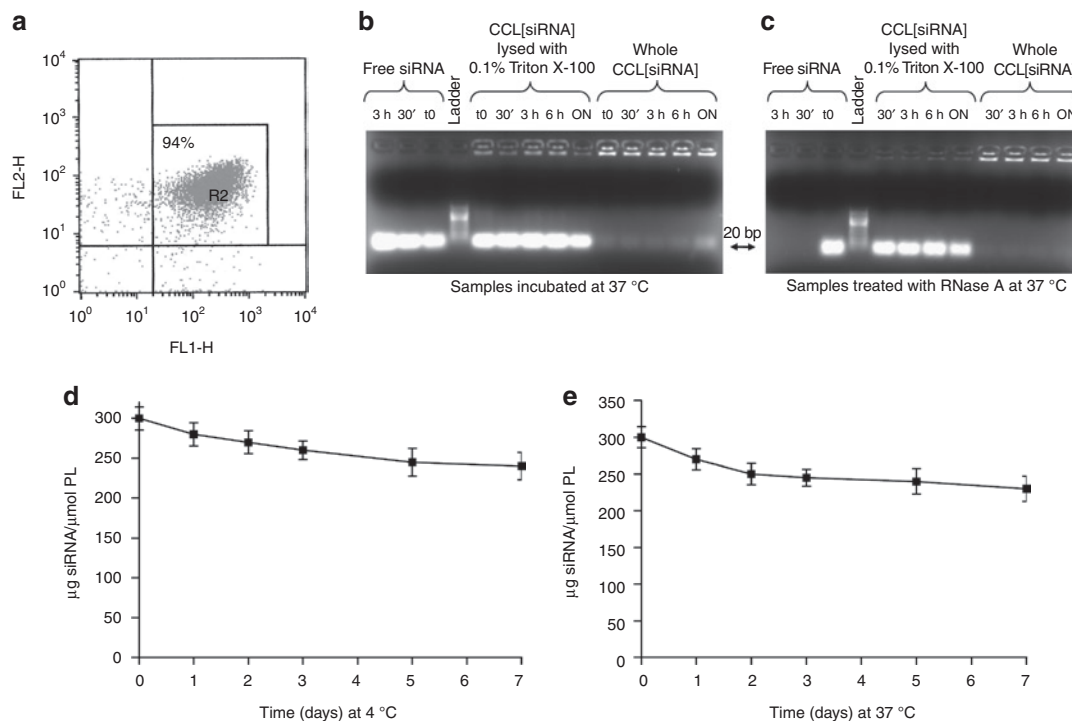 a
10⁴
10³
10²
10¹
10⁰
FL2-H
94%
R2
10⁰ 10¹ 10² 10³ 10⁴
FL1-H
b
Free siRNA
Ladder
CCL[siRNA]
lysed with
0.1% Triton X-100
Whole
CCL[siRNA]
3 h 30′ t0 t0 30′ 3 h 6 h ON t0 30′ 3 h 6 h ON
Samples incubated at 37 °C
20 bp
c
Free siRNA
Ladder
CCL[siRNA]
lysed with
0.1% Triton X-100
Whole
CCL[siRNA
3 h 30′ t0 30′ 3 h 6 h ON 30′ 3 h 6 h ON
Samples treated with RNase A at 37 °C
d
300
250
200
150
100
50
0
µg siRNA/µmol PL
0 1 2 3 4 5 6 7
Time (days) at 4 °C
e
350
300
250
200
150
100
50
0
µg siRNA/µmol PL
0 1 2 3 4 5 6 7
Time (days) at 37 °C